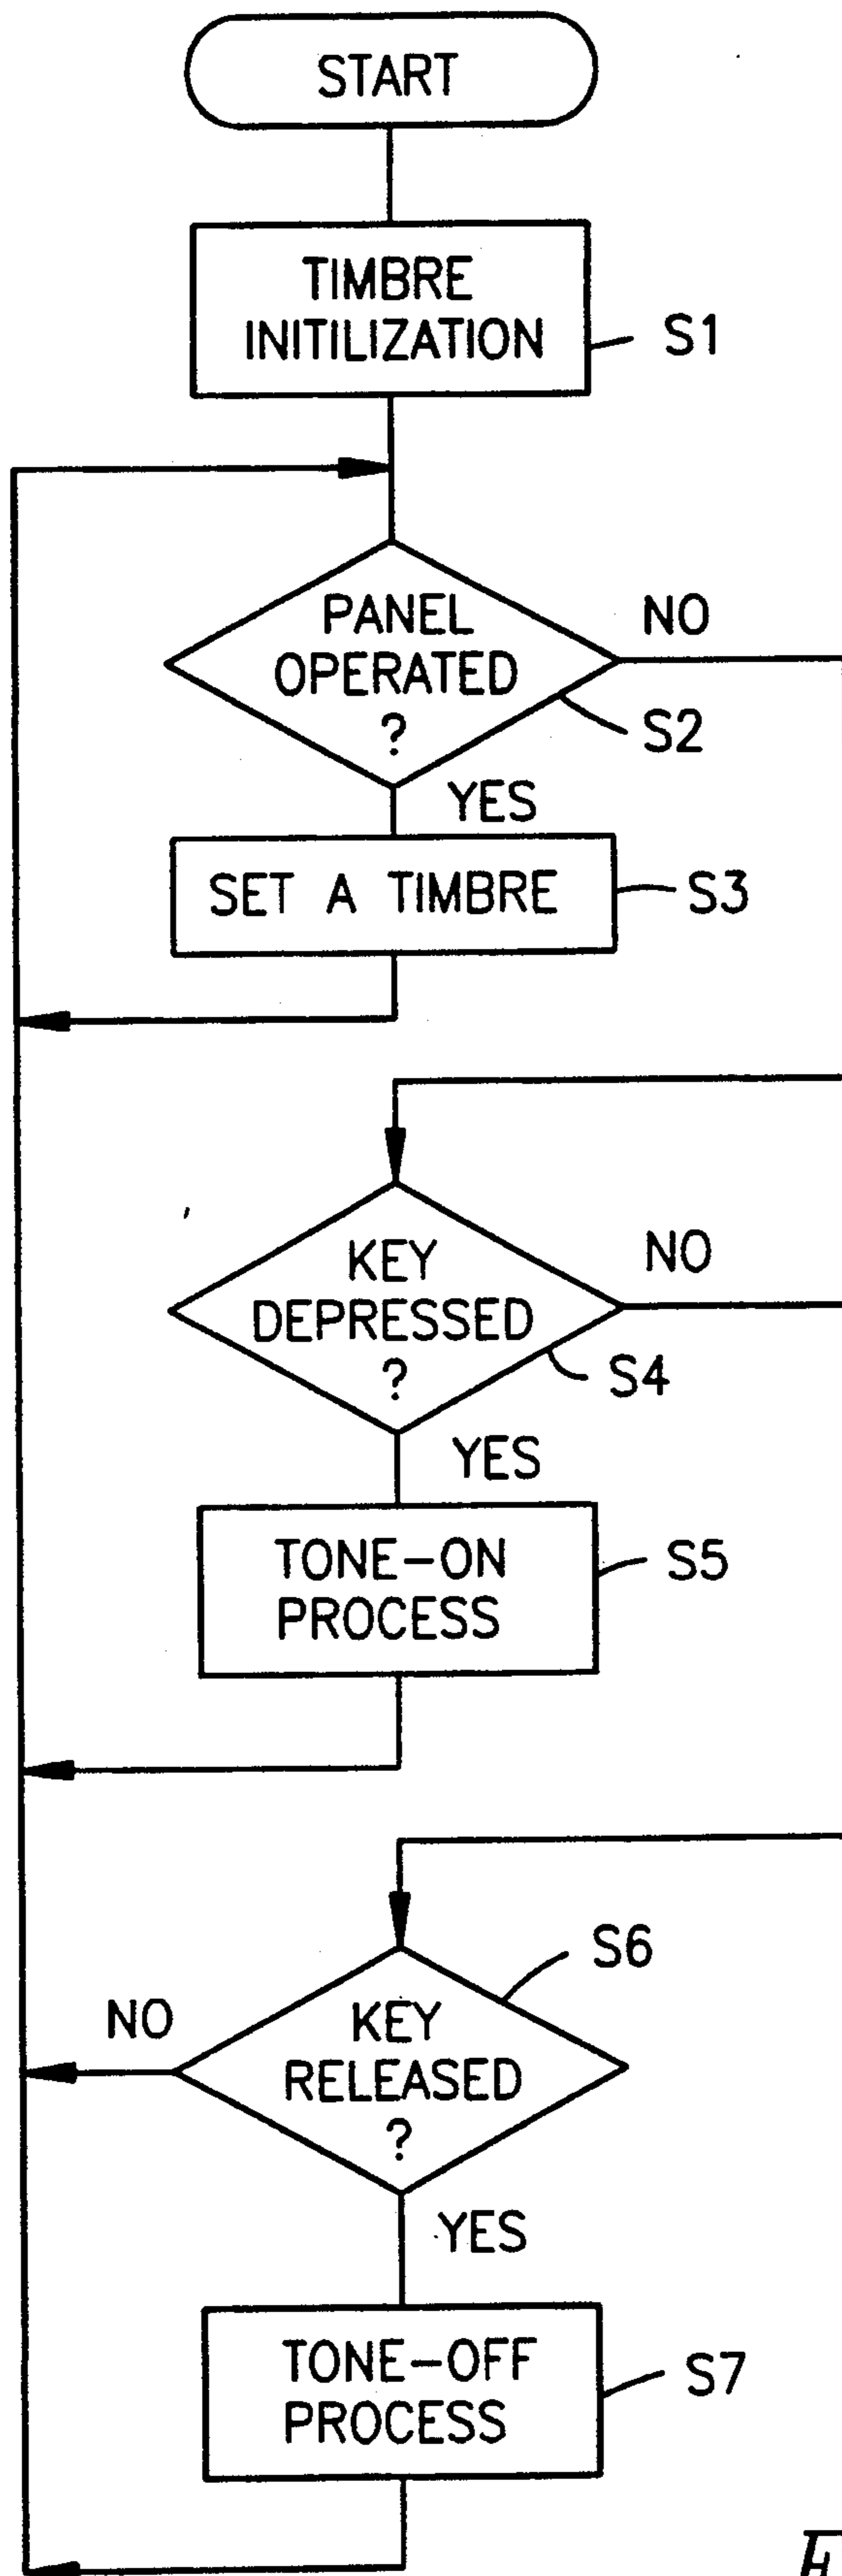 START
TIMBRE
INITILIZATION
S1
PANEL
OPERATED
?
NO
S2
YES
SET A TIMBRE
S3
KEY
DEPRESSED
?
NO
S4
YES
TONE-ON
PROCESS
S5
S6
NO
KEY
RELEASED
?
YES
TONE-OFF
PROCESS
S7